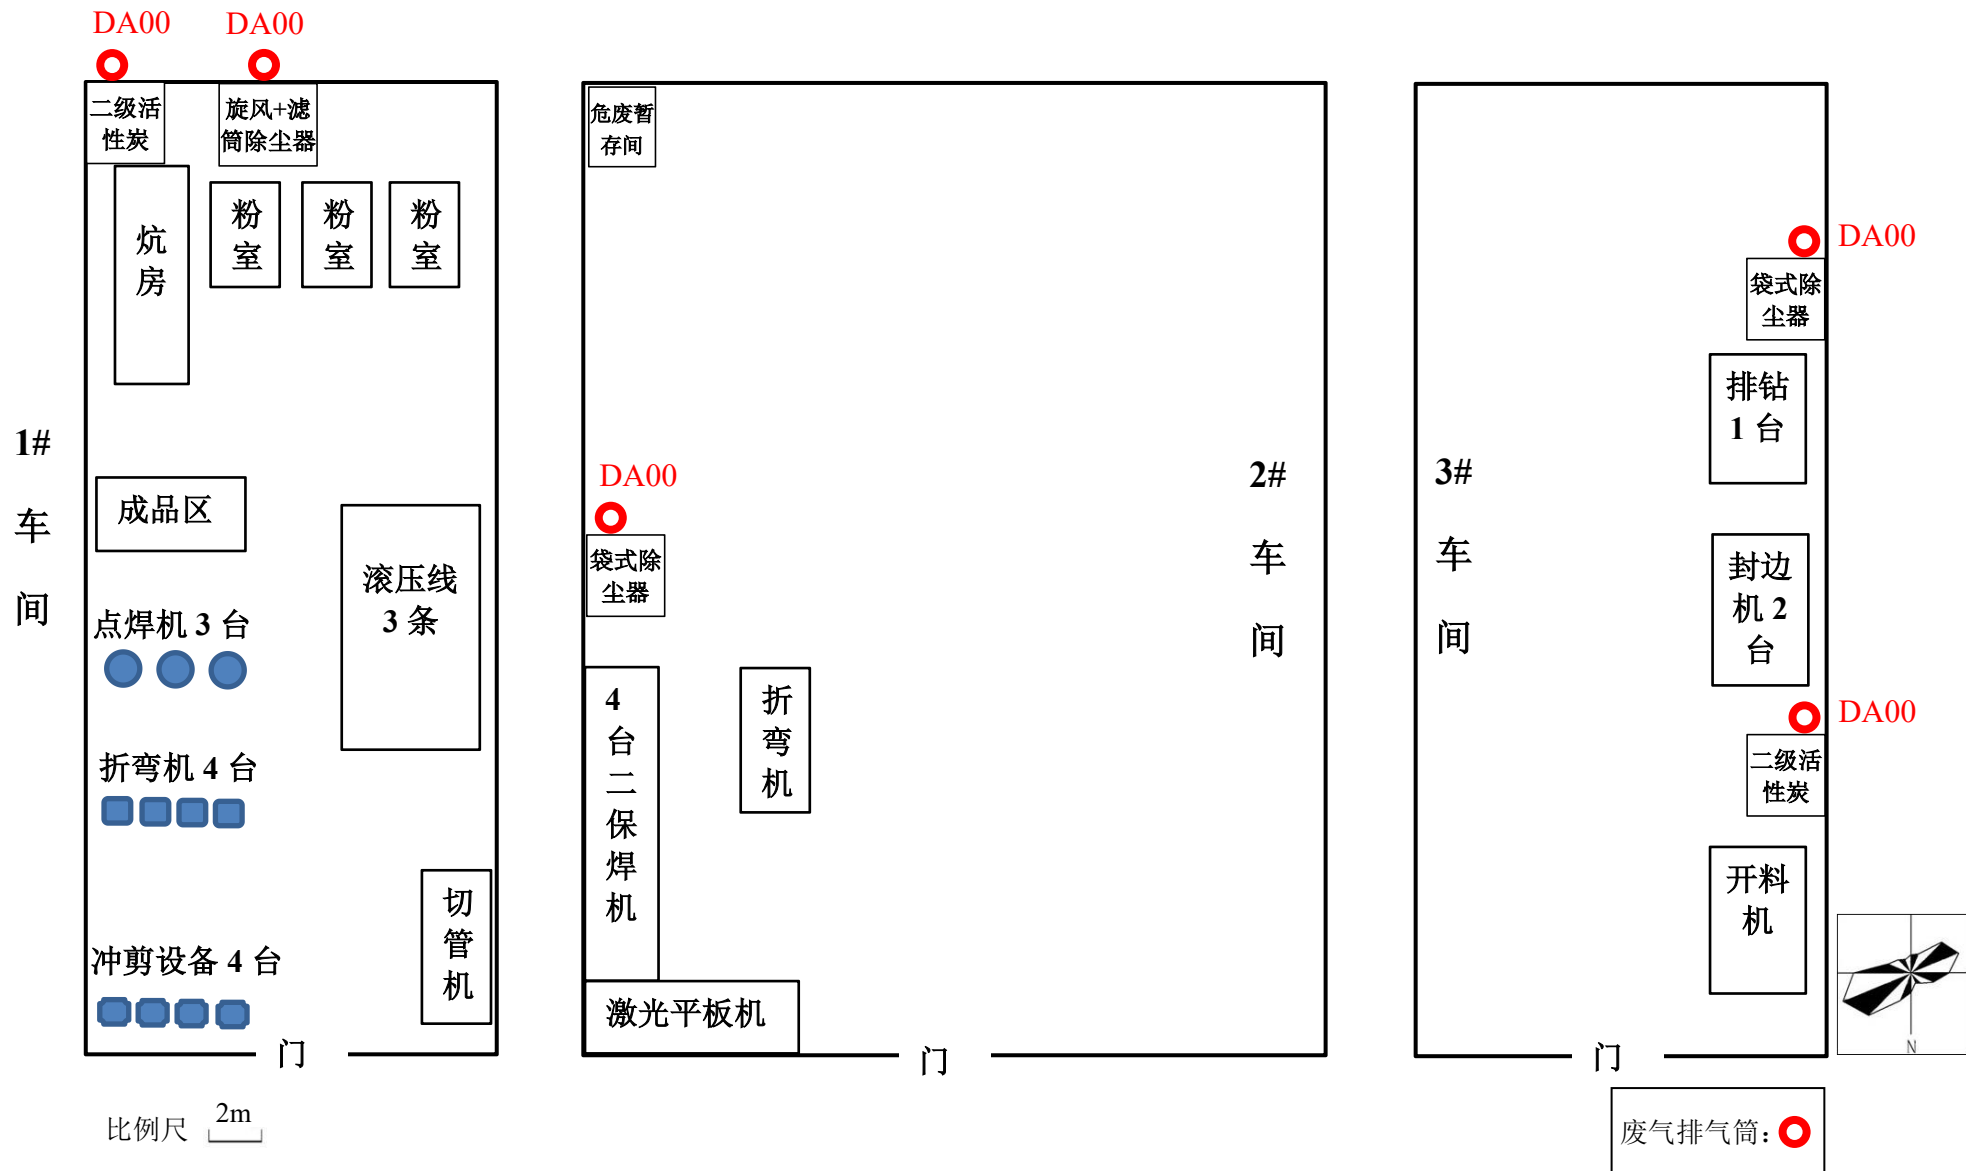 DA00
DA00
二级活
性炭
旋风+滤
筒除尘器
炕
房
粉
室
粉
室
粉
室
1#
车
间
成品区
滚压线
3 条
点焊机 3 台
折弯机 4 台
切
管
机
冲剪设备 4 台
门
比例尺
2m
危废暂
存间
DA00
袋式除
尘器
4
台
二
保
焊
机
折
弯
机
激光平板机
门
2#
车
间
3#
车
间
DA00
袋式除
尘器
排钻
1 台
封边
机 2
台
DA00
二级活
性炭
开料
机
门
N
废气排气筒：